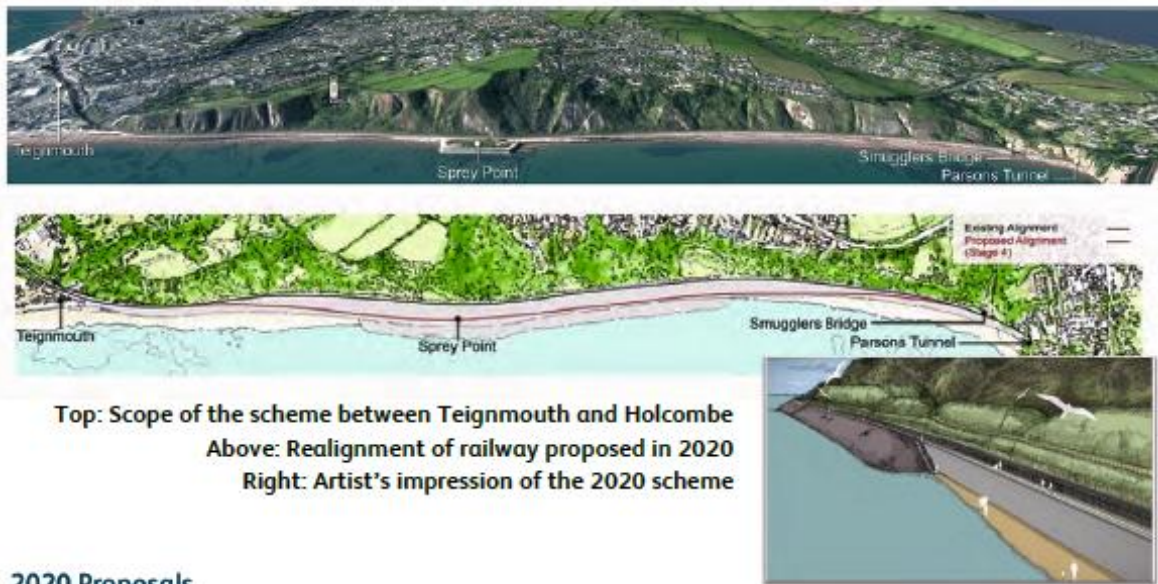 Teignmouth
Sprey Point
Smugglers Bridge
Parsons Tunnel
Existing Alignment
Proposed Alignment
(Stage 4)
Teignmouth
Sprey Point
Smugglers Bridge
Parsons Tunnel
Top: Scope of the scheme between Teignmouth and Holcombe
Above: Realignment of railway proposed in 2020
Right: Artist's impression of the 2020 scheme
2020 Proposals